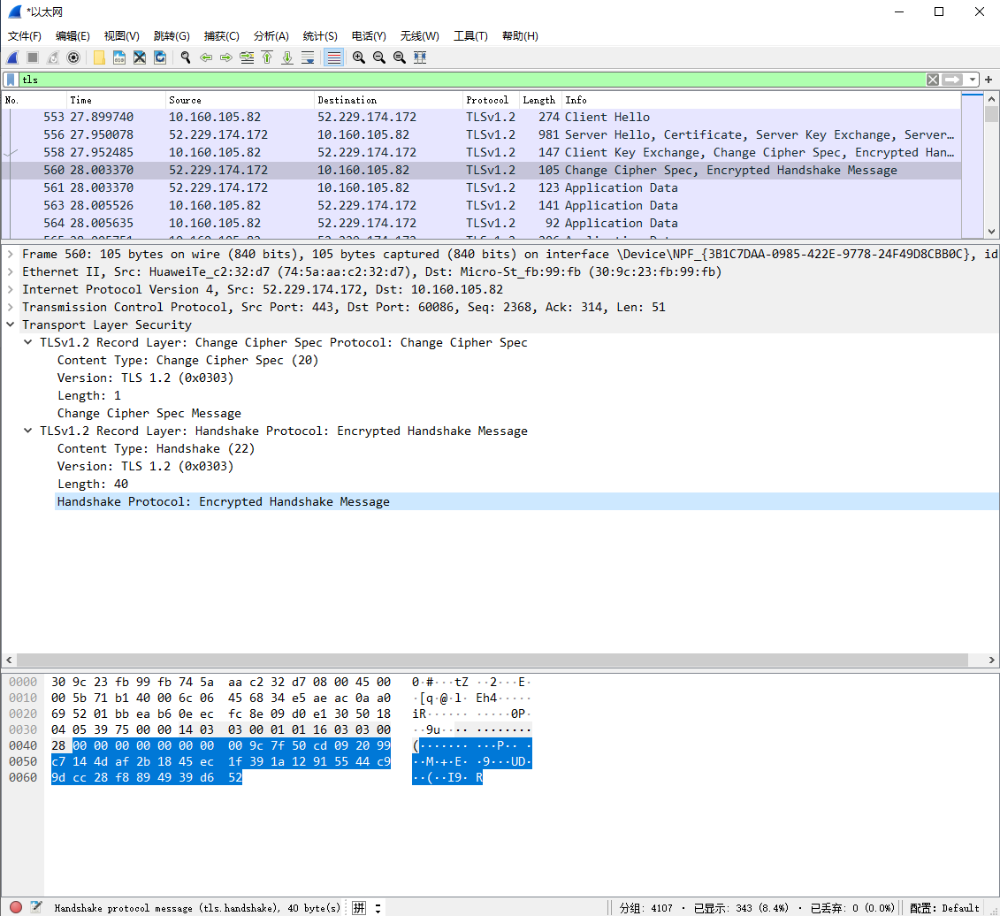 *以太网
文件(F) 编辑(E) 视图(V) 跳转(G) 捕获(C) 分析(A) 统计(S) 电话(Y) 无线(W) 工具(T) 帮助(H)
tls
No. Time Source Destination Protocol Length Info
553 27.899740 10.160.105.82 52.229.174.172 TLSv1.2 274 Client Hello
556 27.950078 52.229.174.172 10.160.105.82 TLSv1.2 981 Server Hello, Certificate, Server Key Exchange, Server…
558 27.952485 10.160.105.82 52.229.174.172 TLSv1.2 147 Client Key Exchange, Change Cipher Spec, Encrypted Han…
560 28.003370 52.229.174.172 10.160.105.82 TLSv1.2 105 Change Cipher Spec, Encrypted Handshake Message
561 28.003370 52.229.174.172 10.160.105.82 TLSv1.2 123 Application Data
563 28.005526 10.160.105.82 52.229.174.172 TLSv1.2 141 Application Data
564 28.005635 10.160.105.82 52.229.174.172 TLSv1.2 92 Application Data
Frame 560: 105 bytes on wire (840 bits), 105 bytes captured (840 bits) on interface \Device\NPF_{3B1C7DAA-0985-422E-9778-24F49D8CBB0C}, id
Ethernet II, Src: HuaweiTe_c2:32:d7 (74:5a:aa:c2:32:d7), Dst: Micro-St_fb:99:fb (30:9c:23:fb:99:fb)
Internet Protocol Version 4, Src: 52.229.174.172, Dst: 10.160.105.82
Transmission Control Protocol, Src Port: 443, Dst Port: 60086, Seq: 2368, Ack: 314, Len: 51
Transport Layer Security
TLSv1.2 Record Layer: Change Cipher Spec Protocol: Change Cipher Spec
Content Type: Change Cipher Spec (20)
Version: TLS 1.2 (0x0303)
Length: 1
Change Cipher Spec Message
TLSv1.2 Record Layer: Handshake Protocol: Encrypted Handshake Message
Content Type: Handshake (22)
Version: TLS 1.2 (0x0303)
Length: 40
Handshake Protocol: Encrypted Handshake Message
0000 30 9c 23 fb 99 fb 74 5a aa c2 32 d7 08 00 45 00 0·#···tZ ··2···E·
0010 00 5b 71 b1 40 00 6c 06 45 68 34 e5 ae ac 0a a0 ·[q·@·l· Eh4·····
0020 69 52 01 bb ea b6 0e ec fc 8e 09 d0 e1 30 50 18 iR······ ·····0P·
0030 04 05 39 75 00 00 14 03 03 00 01 01 16 03 03 00 ··9u···· ········
0040 28 00 00 00 00 00 00 00 00 9c 7f 50 cd 09 20 99 (······· ···P·· ·
0050 c7 14 4d af 2b 18 45 ec 1f 39 1a 12 91 55 44 c9 ··M·+·E· ·9···UD·
0060 9d cc 28 f8 89 49 39 d6 52 ··(··I9· R
Handshake protocol message (tls.handshake), 40 byte(s) 拼 分组: 4107 · 已显示: 343 (8.4%) · 已丢弃: 0 (0.0%) 配置: Default